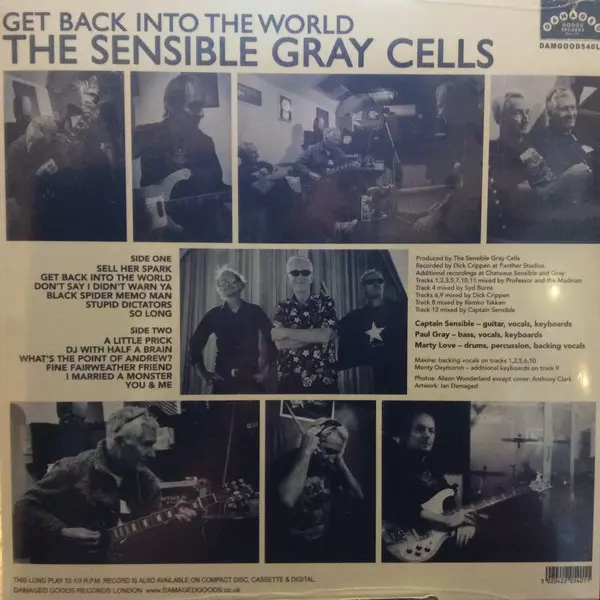 GET BACK INTO THE WORLD
THE SENSIBLE GRAY CELLS
DAMAGED
GOODS
RECORDS
DAMGOOD540L
SIDE ONE
SELL HER SPARK
GET BACK INTO THE WORLD
DON'T SAY I DIDN'T WARN YA
BLACK SPIDER MEMO MAN
STUPID DICTATORS
SO LONG
SIDE TWO
A LITTLE PRICK
DJ WITH HALF A BRAIN
WHAT'S THE POINT OF ANDREW?
FINE FAIRWEATHER FRIEND
I MARRIED A MONSTER
YOU & ME
Produced by The Sensible Gray Cells
Recorded by Dick Crippen at Panther Studios.
Additional recordings at Chateaux Sensible and Gray
Tracks 1,2,3,5,7,10,11 mixed by Professor and the Madman
Track 4 mixed by Syd Burns
Tracks 6,9 mixed by Dick Crippen
Track 8 mixed by Remko Tekken
Track 12 mixed by Captain Sensible
Captain Sensible – guitar, vocals, keyboards
Paul Gray – bass, vocals, keyboards
Marty Love – drums, percussion, backing vocals
Maxine: backing vocals on tracks 1,2,5,6,10
Monty Oxymoron – additional keyboards on track 9
Photos: Alison Wonderland except cover: Anthony Clark
Artwork: Ian Damaged
THIS LONG PLAY 33 1/3 R.P.M. RECORD IS ALSO AVAILABLE ON COMPACT DISC, CASSETTE & DIGITAL.
DAMAGED GOODS RECORDS LONDON www.DAMAGEDGOODS.co.uk